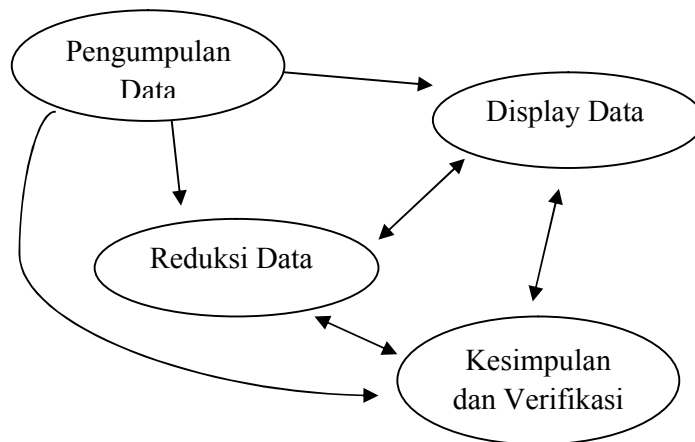 Pengumpulan
Data
Display Data
Reduksi Data
Kesimpulan
dan Verifikasi